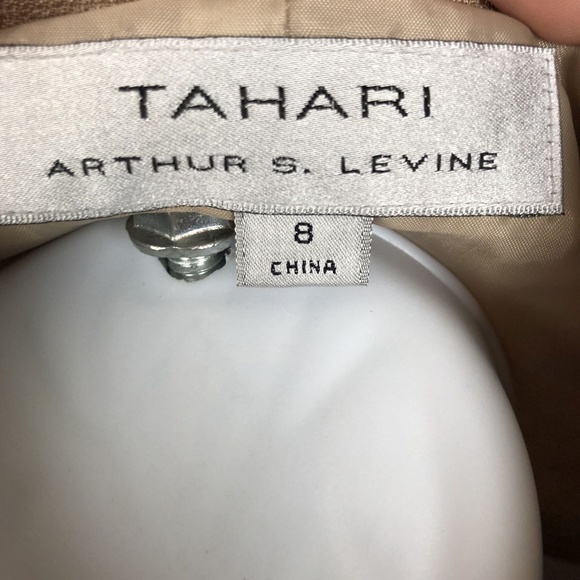 TAHARI
ARTHUR S. LEVINE
8
CHINA